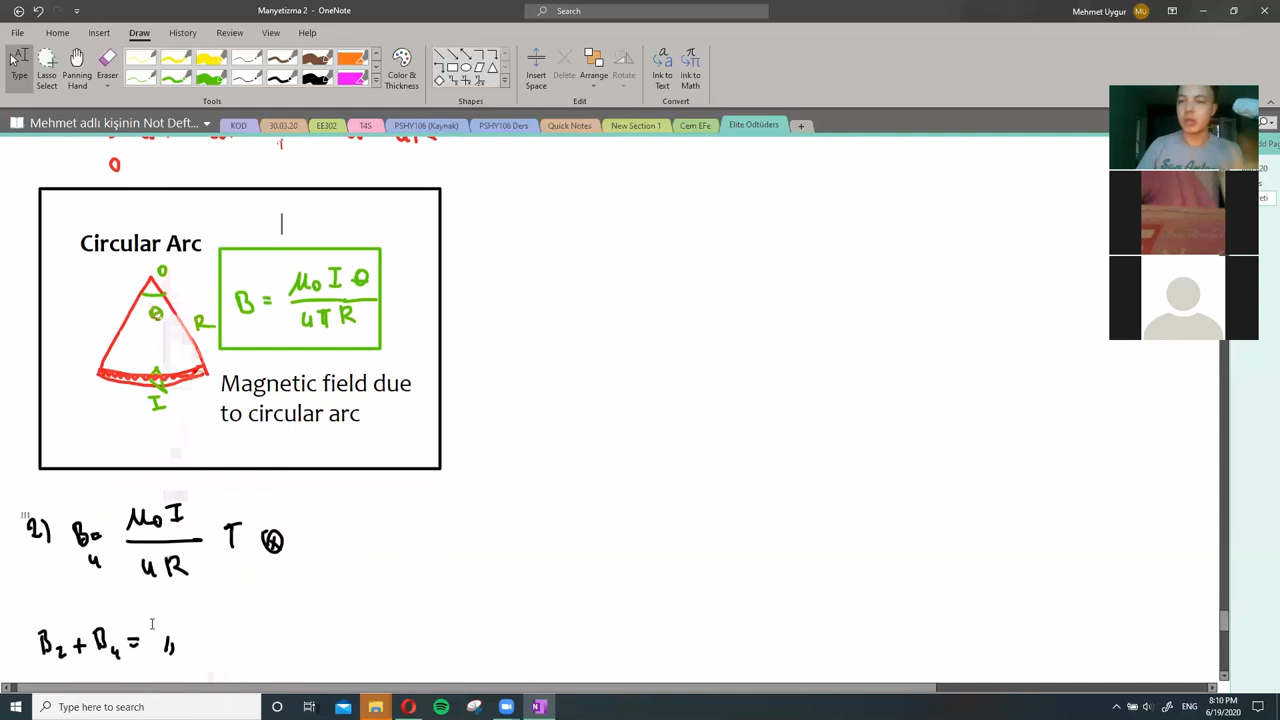 Manyetizma 2 - OneNote
Search
Mehmet Uygur
MU
File Home Insert Draw History Review View Help
Type
Lasso Select
Panning Hand
Eraser
Color & Thickness
Insert Space
Delete
Arrange
Rotate
Ink to Text
Ink to Math
Tools
Shapes
Edit
Convert
Mehmet adlı kişinin Not Deft...
KOD
30.03.20
EE302
T4S
PSHY106 (Kaynak)
PSHY106 Ders
Quick Notes
New Section 1
Cem EFe
Elite Odtüders
0
Circular Arc
O
θ
R
I
B = μ₀ I θ / 4π R
Magnetic field due
to circular arc
2) B₄ = μ₀ I / 4 R T ⊗
B₂ + B₄ =
Type here to search
ENG
8:10 PM
6/19/2020